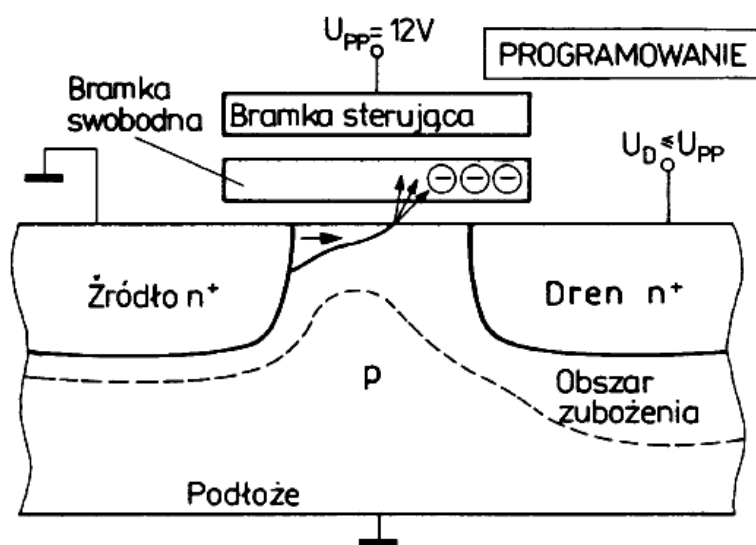 U_PP = 12V
PROGRAMOWANIE
Bramka
swobodna
Bramka sterująca
U_D ≤ U_PP
Źródło n⁺
Dren n⁺
p
Obszar
zubożenia
Podłoże